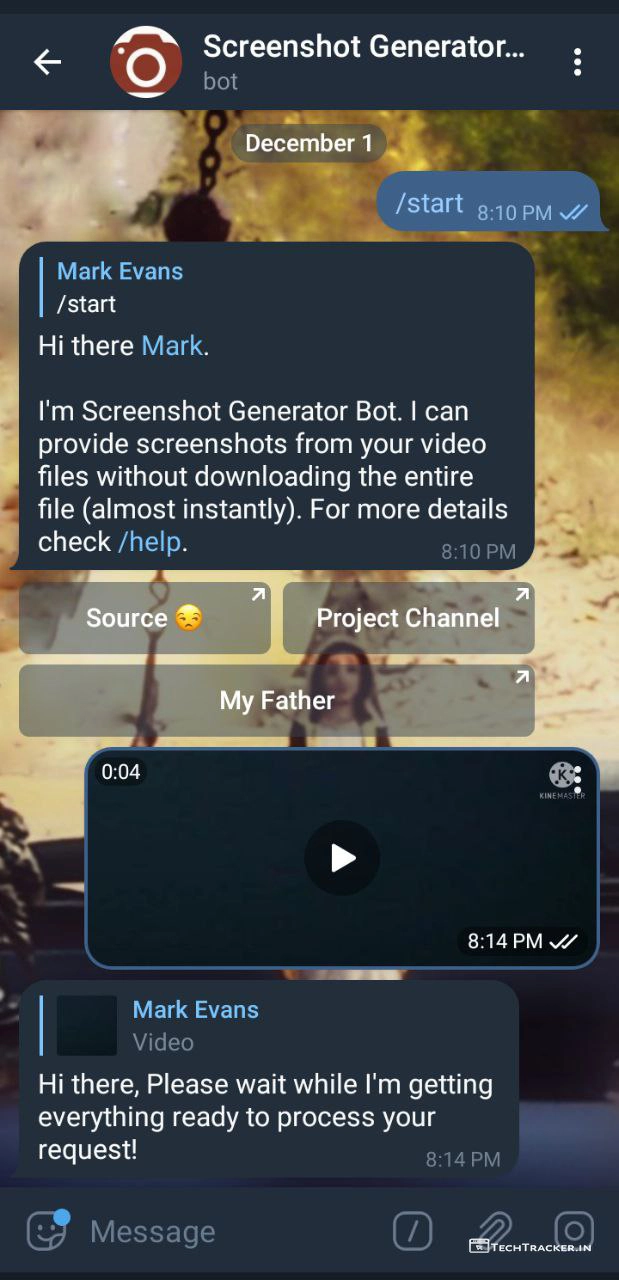 Screenshot Generator...
bot
December 1
/start 8:10 PM
Mark Evans
/start
Hi there Mark.
I'm Screenshot Generator Bot. I can
provide screenshots from your video
files without downloading the entire
file (almost instantly). For more details
check /help.
8:10 PM
Source 😒
Project Channel
My Father
0:04
K
KINEMASTER
8:14 PM
Mark Evans
Video
Hi there, Please wait while I'm getting
everything ready to process your
request!
8:14 PM
Message
/
TECHTRACKER.IN